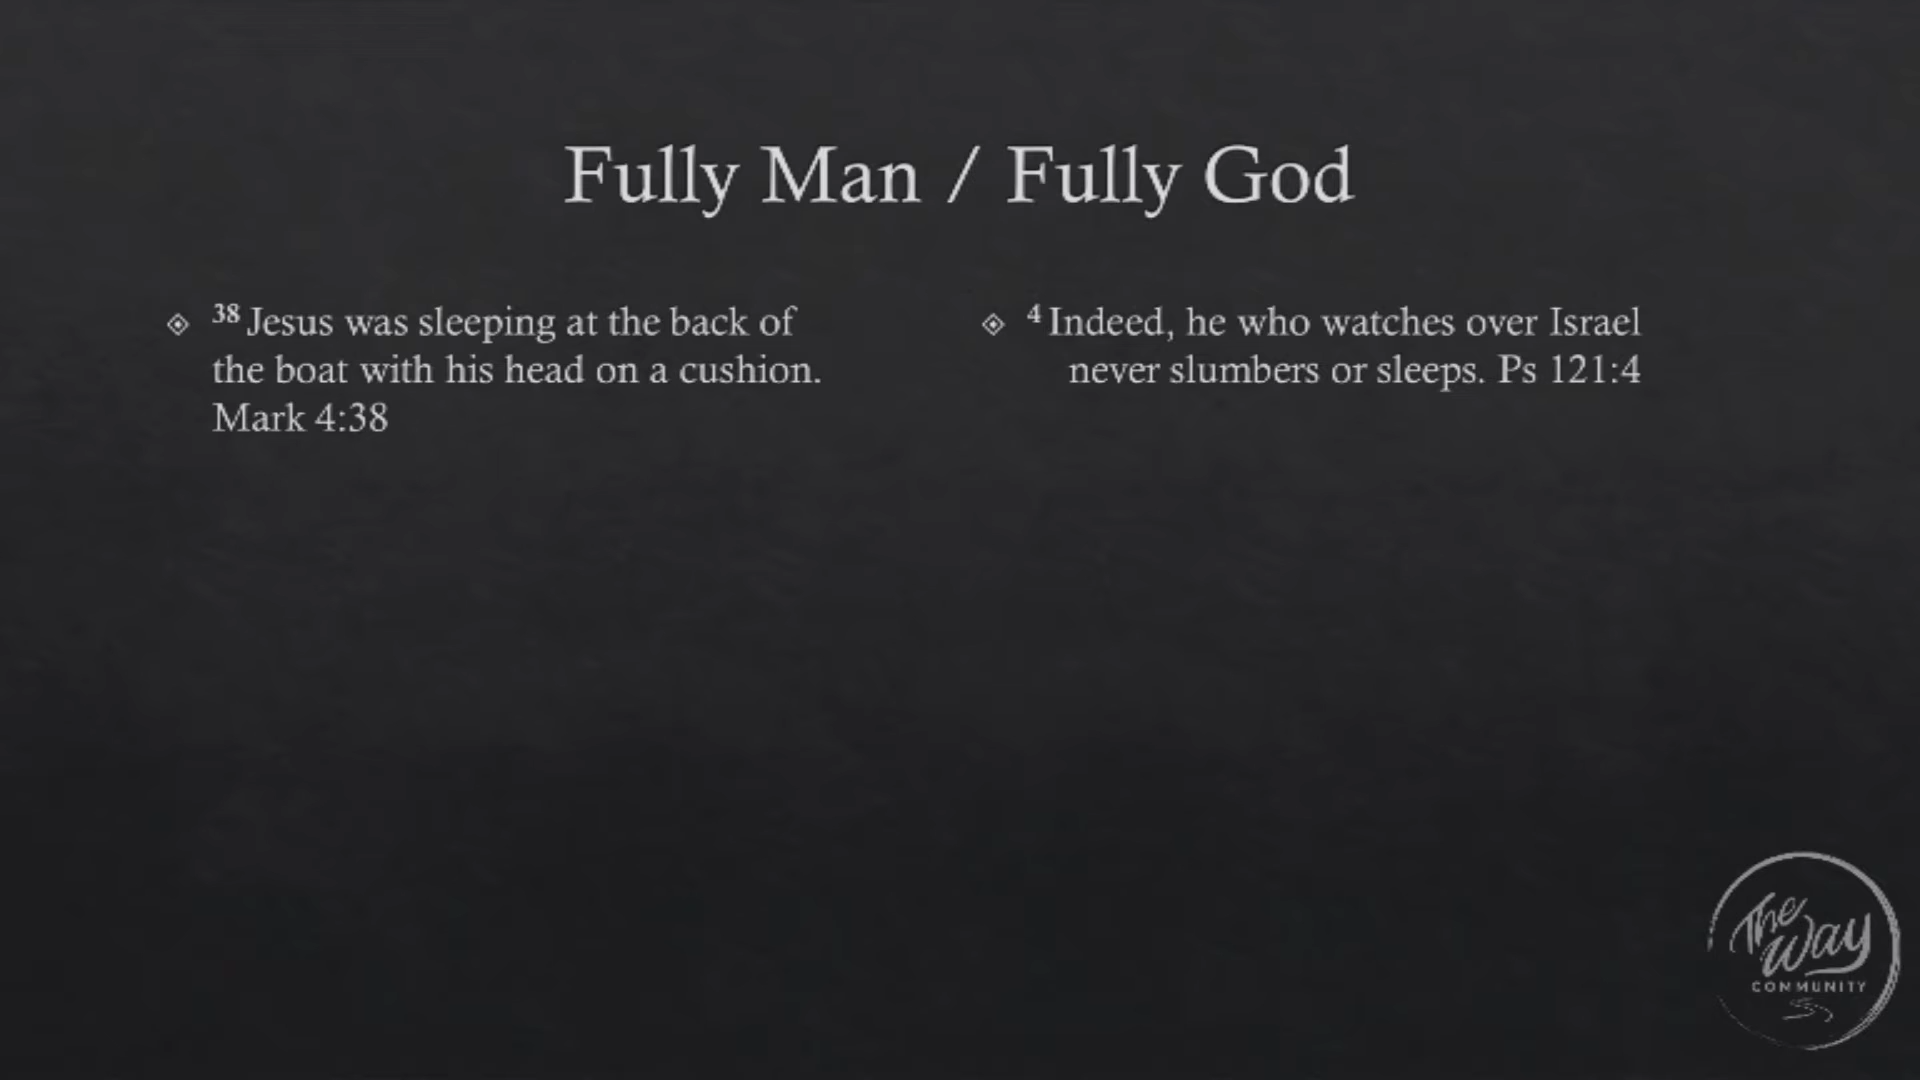 Fully Man / Fully God
38 Jesus was sleeping at the back of
the boat with his head on a cushion.
Mark 4:38
4 Indeed, he who watches over Israel
never slumbers or sleeps. Ps 121:4
The
Way
COMMUNITY